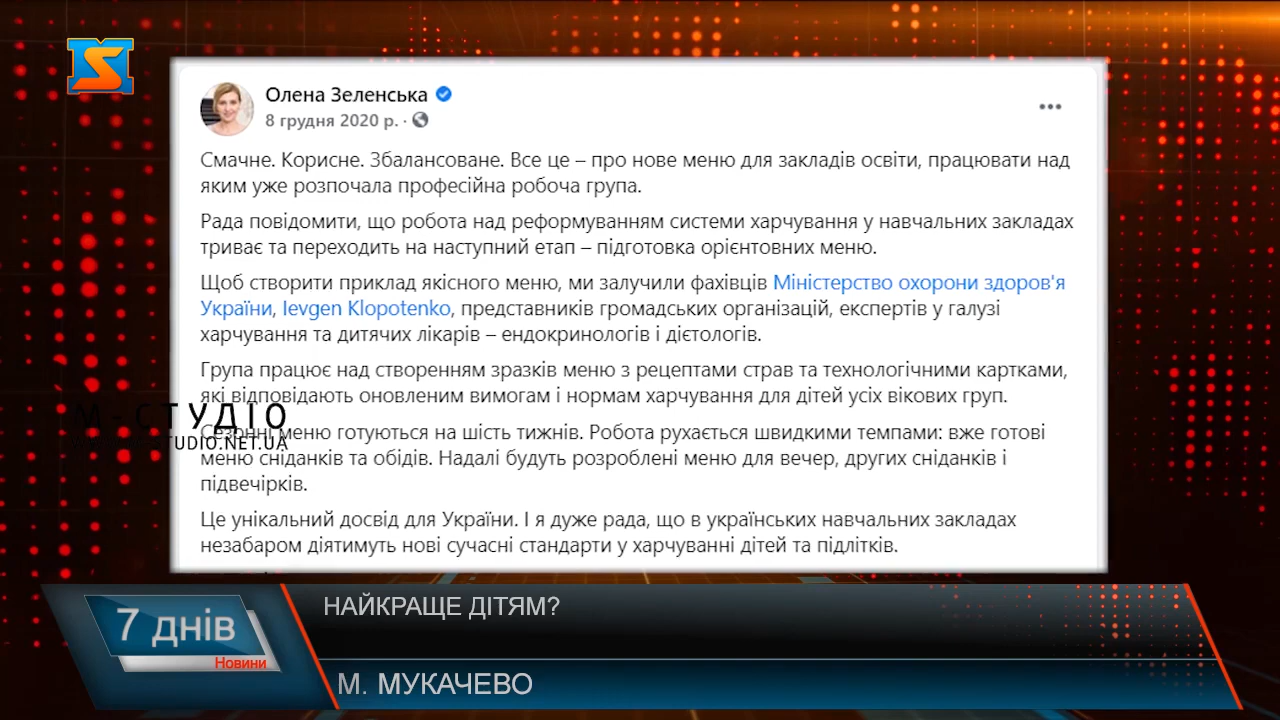 Олена Зеленська
8 грудня 2020 р. ·
Смачне. Корисне. Збалансоване. Все це – про нове меню для закладів освіти, працювати над
яким уже розпочала професійна робоча група.
Рада повідомити, що робота над реформуванням системи харчування у навчальних закладах
триває та переходить на наступний етап – підготовка орієнтовних меню.
Щоб створити приклад якісного меню, ми залучили фахівців Міністерство охорони здоров'я
України, Ievgen Klopotenko, представників громадських організацій, експертів у галузі
харчування та дитячих лікарів – ендокринологів і дієтологів.
Група працює над створенням зразків меню з рецептами страв та технологічними картками,
які відповідають оновленим вимогам і нормам харчування для дітей усіх вікових груп.
М-СТУДІО
Сезонні меню готуються на шість тижнів. Робота рухається швидкими темпами: вже готові
меню сніданків та обідів. Надалі будуть розроблені меню для вечер, других сніданків і
підвечірків.
Це унікальний досвід для України. І я дуже рада, що в українських навчальних закладах
незабаром діятимуть нові сучасні стандарти у харчуванні дітей та підлітків.
7 днів
Новини
НАЙКРАЩЕ ДІТЯМ?
М. МУКАЧЕВО